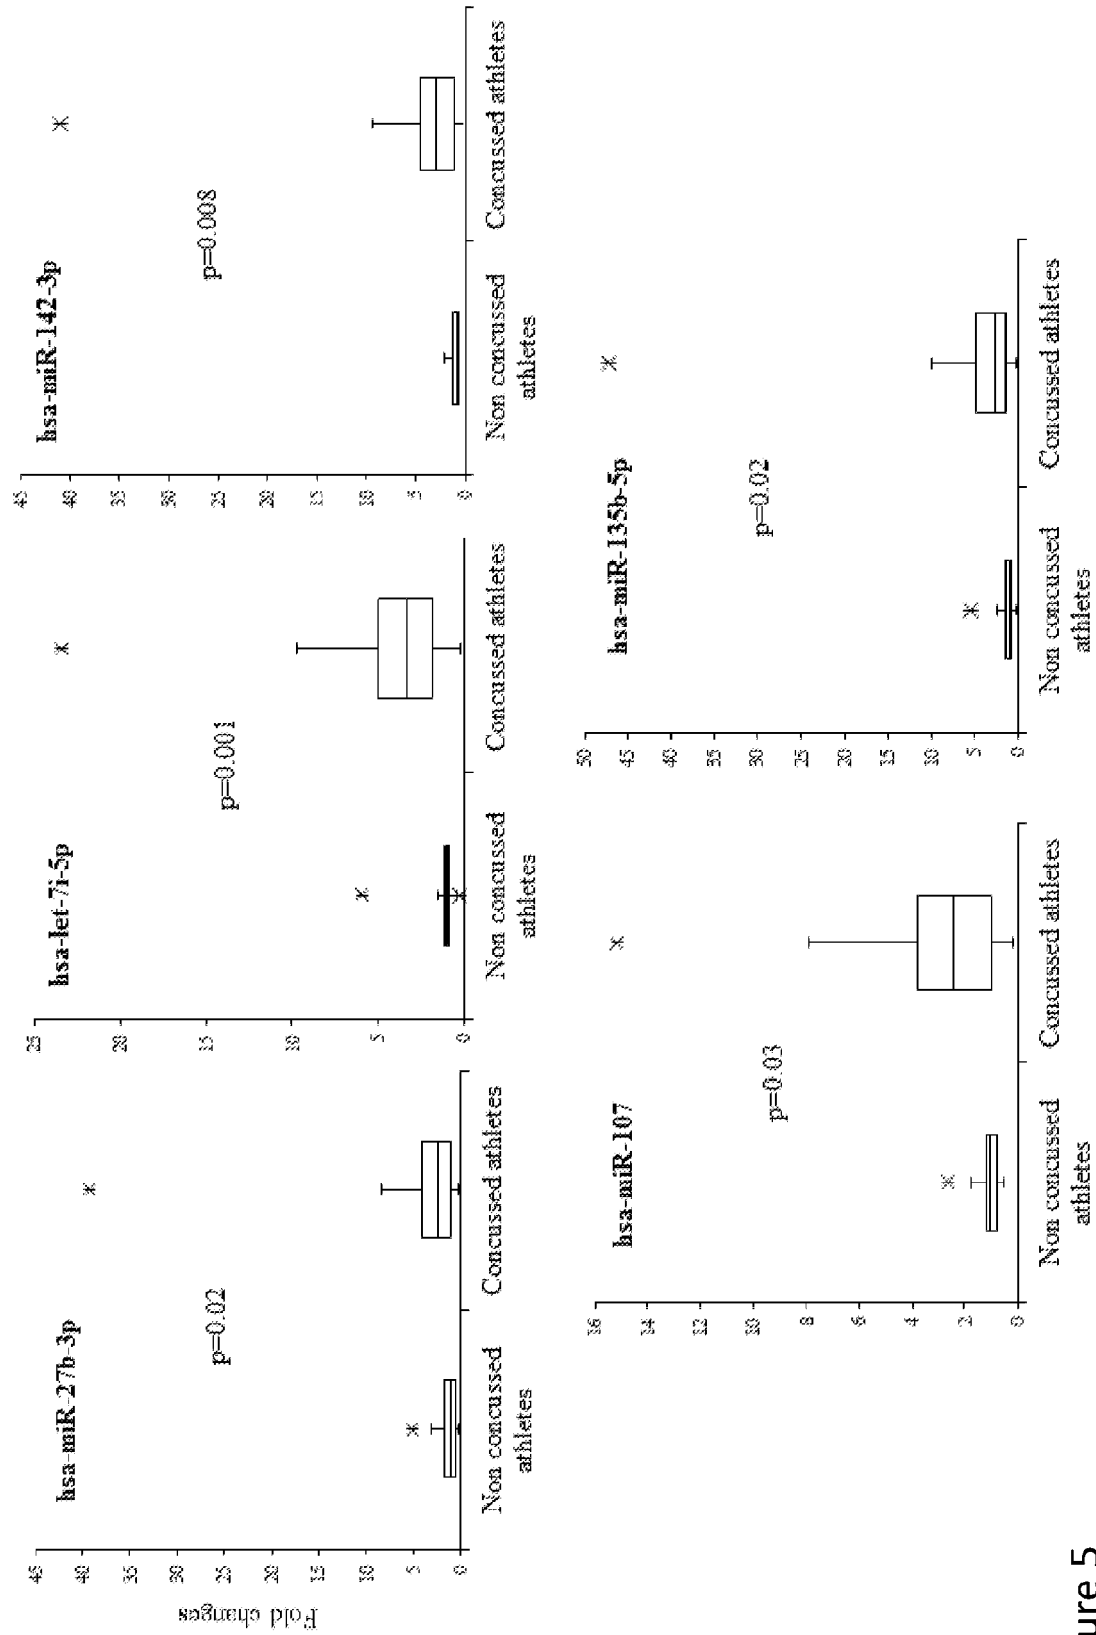 hsa-miR-27b-3p
p=0.02
Fold changes
45
40
35
30
25
20
15
10
5
0
Non concussed
athletes
Concussed athletes
hsa-let-7i-5p
p=0.001
25
20
15
10
5
0
Non concussed
athletes
Concussed athletes
hsa-miR-142-3p
p=0.008
45
40
35
30
25
20
15
10
5
0
Non concussed
athletes
Concussed athletes
hsa-miR-107
p=0.03
16
14
12
10
8
6
4
2
0
Non concussed
athletes
Concussed athletes
hsa-miR-135b-5p
p=0.02
50
45
40
35
30
25
20
15
10
5
0
Non concussed
athletes
Concussed athletes
ure 5